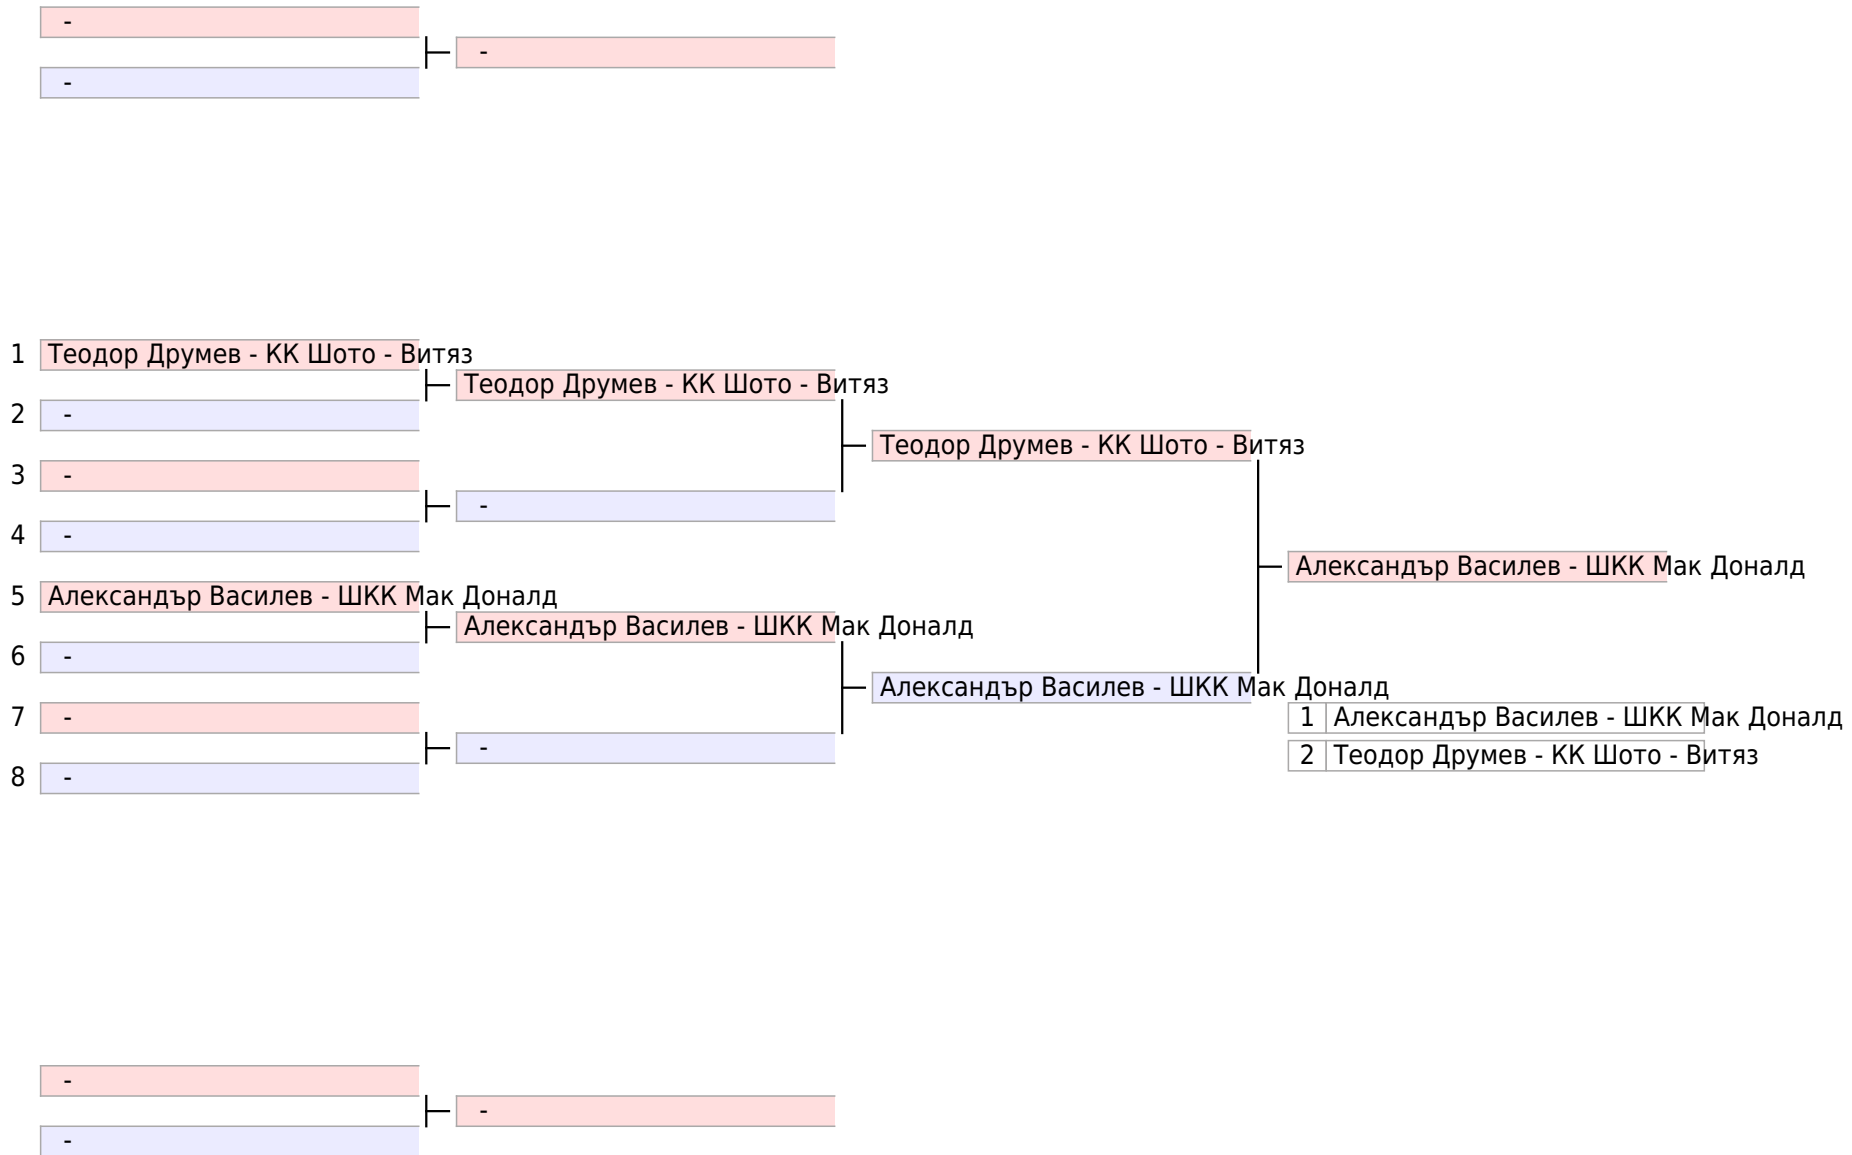 -
-
-
1 Теодор Друмев - КК Шото - Витяз
Теодор Друмев - КК Шото - Витяз
2 -
Теодор Друмев - КК Шото - Витяз
3 -
-
4 -
Александър Василев - ШКК Мак Доналд
5 Александър Василев - ШКК Мак Доналд
Александър Василев - ШКК Мак Доналд
6 -
Александър Василев - ШКК Мак Доналд
7 -
1 Александър Василев - ШКК Мак Доналд
-
2 Теодор Друмев - КК Шото - Витяз
8 -
-
-
-